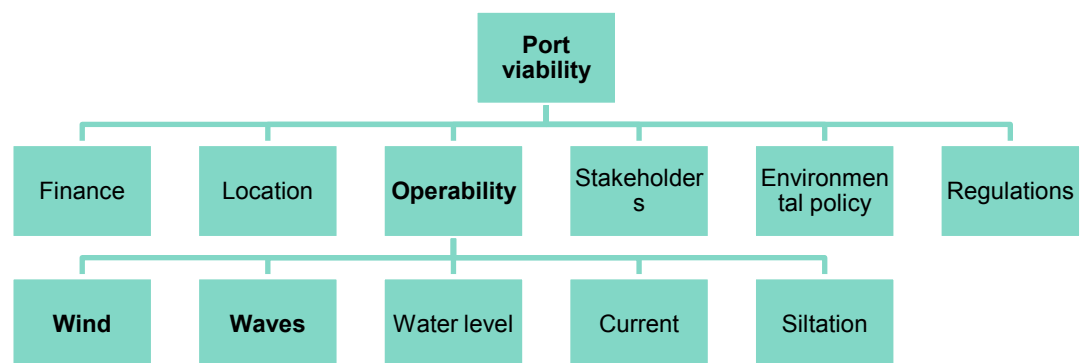 Port
viability
Finance
Location
Operability
Stakeholder
s
Environmen
tal policy
Regulations
Wind
Waves
Water level
Current
Siltation